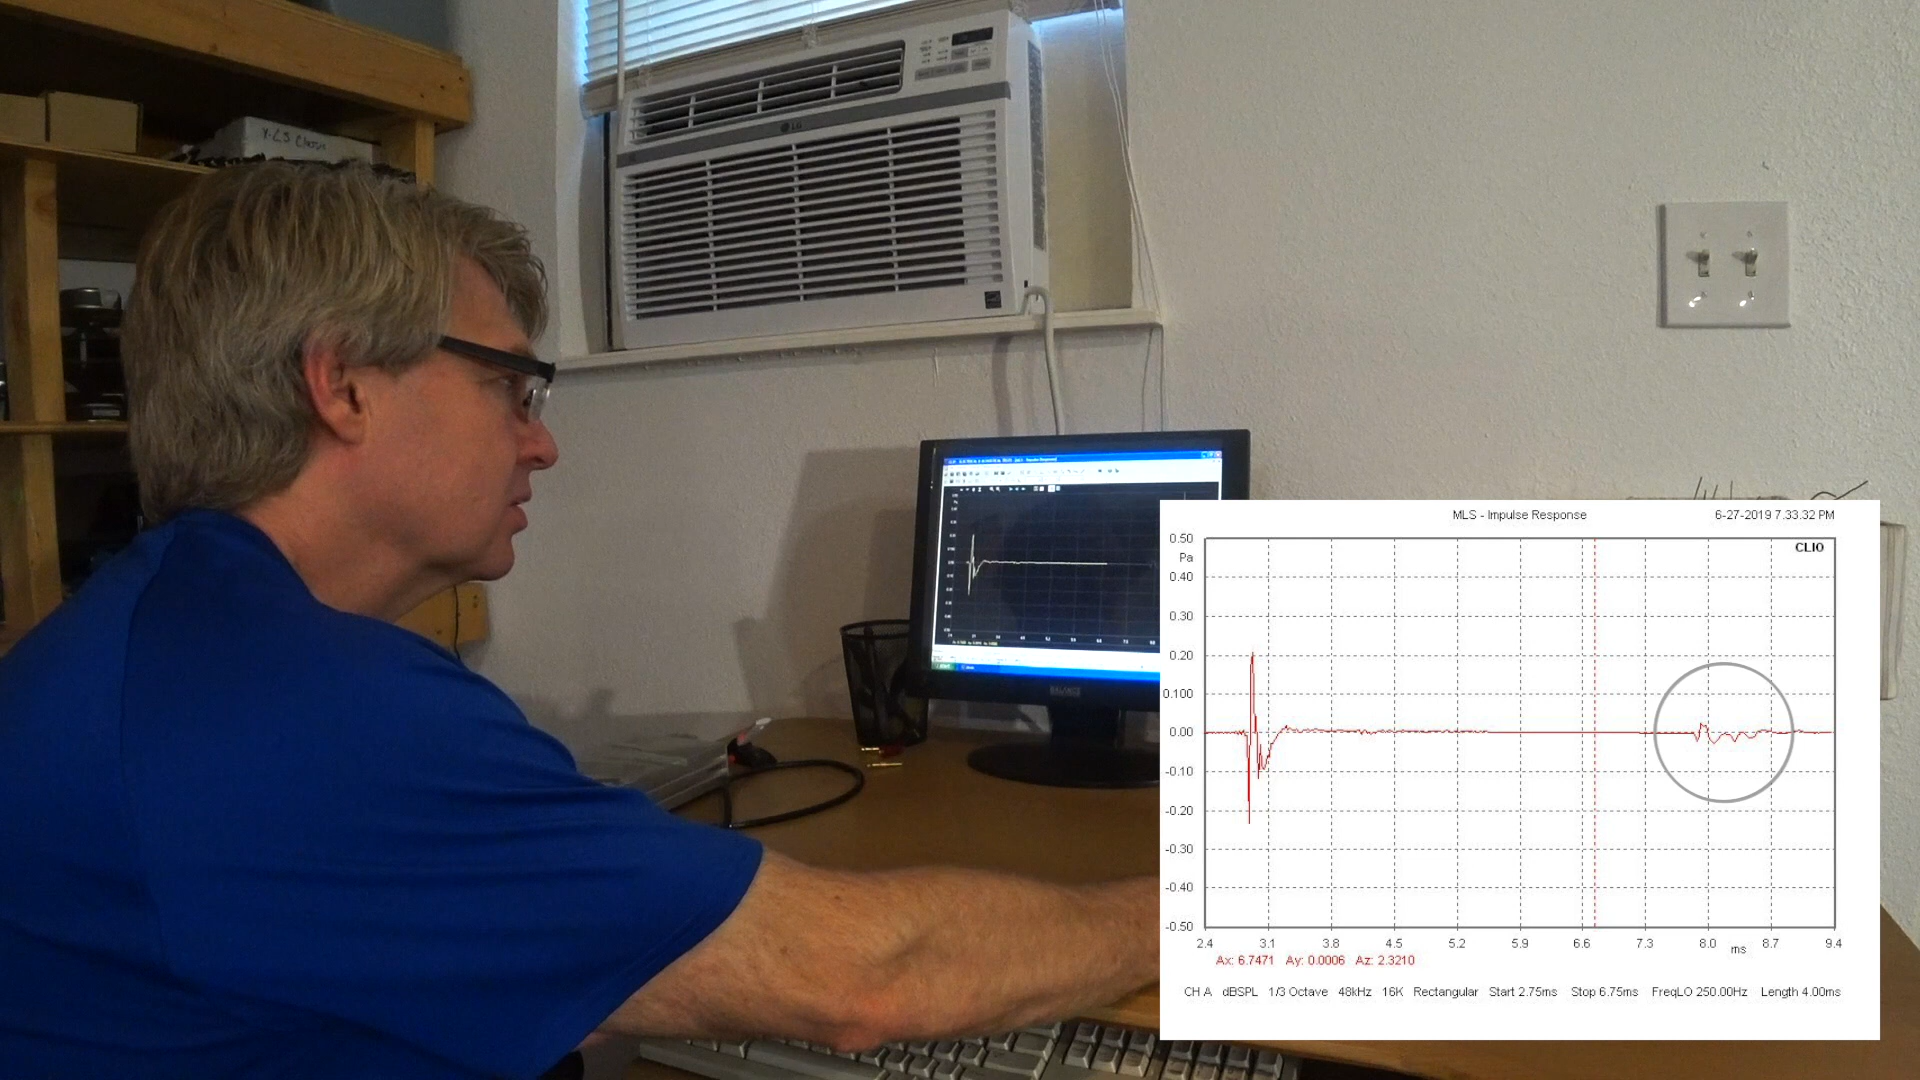 LG
Y-LS Chassis
MLS - Impulse Response
6-27-2019 7.33.32 PM
CLIO
0.50
Pa
0.40
0.30
0.20
0.100
0.00
-0.10
-0.20
-0.30
-0.40
-0.50
2.4 3.1 3.8 4.5 5.2 5.9 6.6 7.3 8.0 ms 8.7 9.4
Ax: 6.7471 Ay: 0.0006 Az: 2.3210
CH A dBSPL 1/3 Octave 48kHz 16K Rectangular Start 2.75ms Stop 6.75ms FreqLO 250.00Hz Length 4.00ms